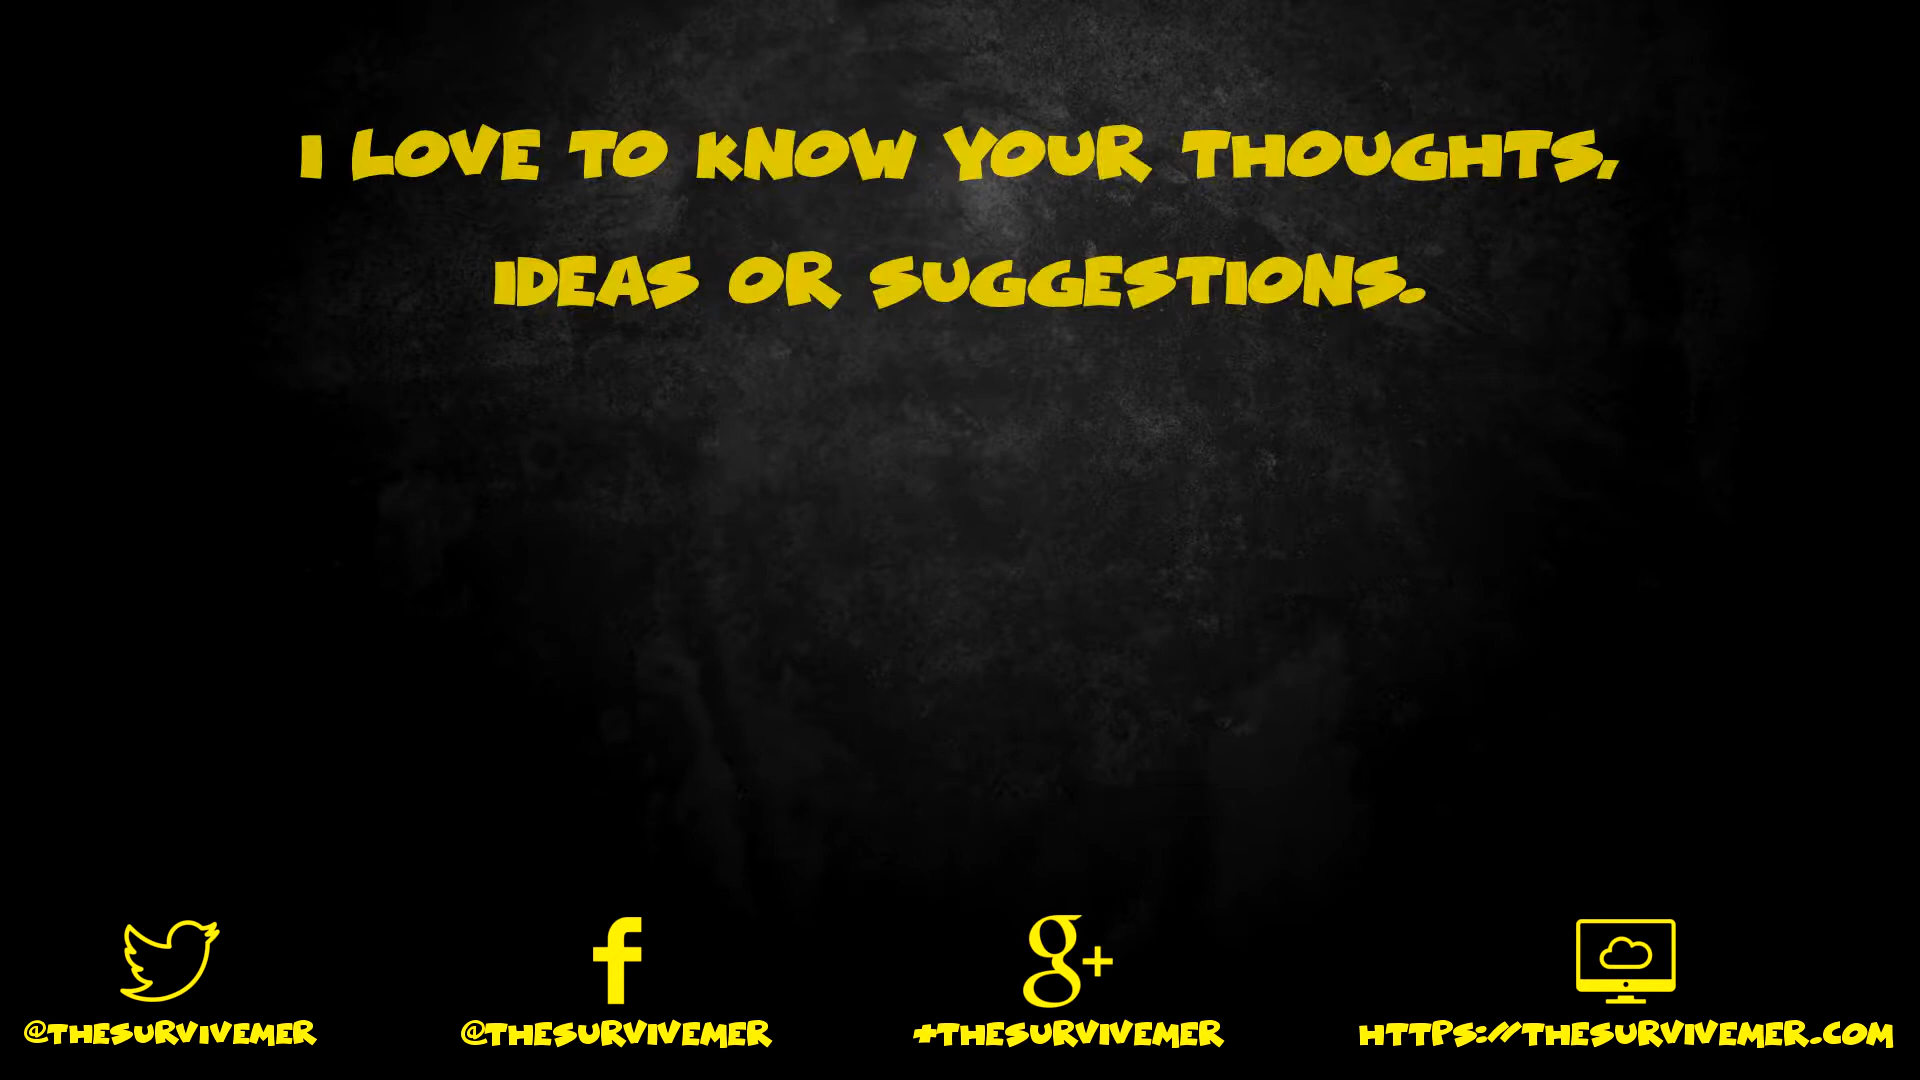 I LOVE TO KNOW YOUR THOUGHTS,
IDEAS OR SUGGESTIONS.
@THESURVIVEMER
@THESURVIVEMER
+THESURVIVEMER
HTTPS://THESURVIVEMER.COM